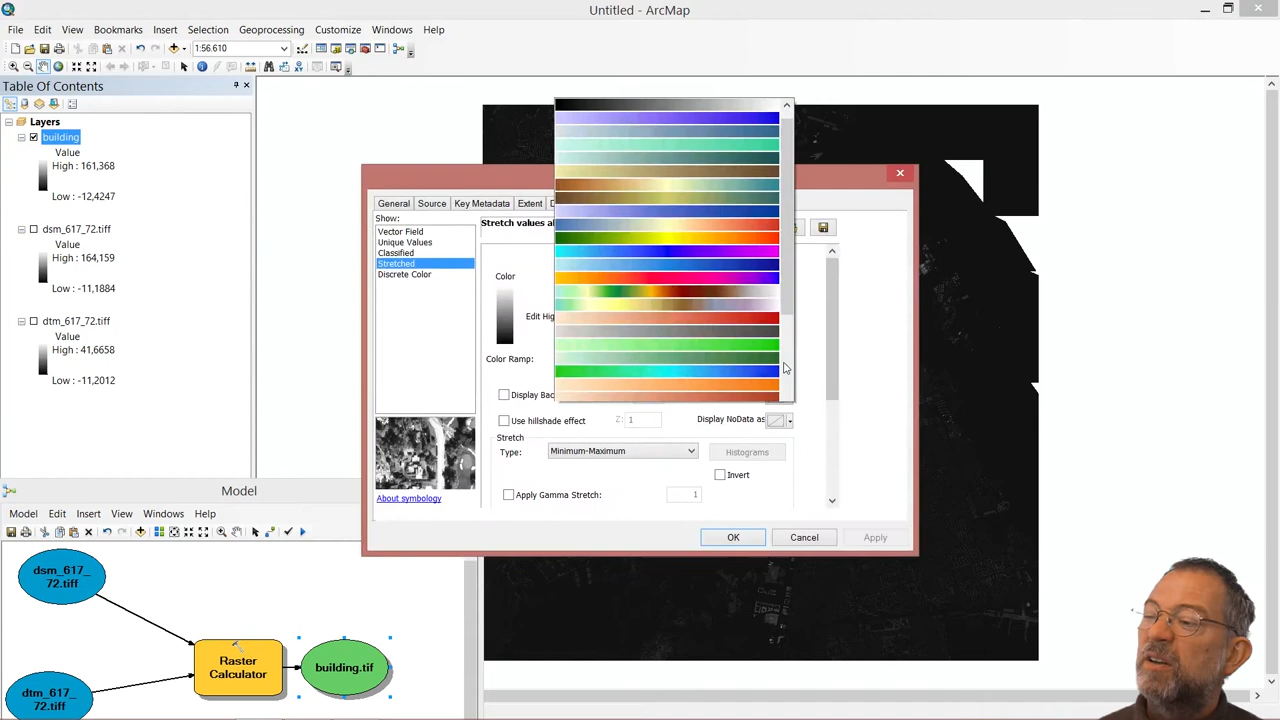 Untitled - ArcMap
File Edit View Bookmarks Insert Selection Geoprocessing Customize Windows Help
1:56.610
Table Of Contents
Layers
building
Value
High : 161,368
Low : -12,4247
dsm_617_72.tiff
Value
High : 164,159
Low : -11,1884
dtm_617_72.tiff
Value
High : 41,6658
Low : -11,2012
General Source Key Metadata Extent
Show:
Vector Field
Unique Values
Classified
Stretched
Discrete Color
About symbology
Stretch values
Color
Edit
Color Ramp:
Display
Use hillshade effect Z: 1 Display NoData as
Stretch
Type: Minimum-Maximum Histograms
Invert
Apply Gamma Stretch: 1
OK Cancel Apply
Model
Model Edit Insert View Windows Help
dsm_617_
72.tiff
Raster
Calculator
building.tif
dtm_617_
72.tiff